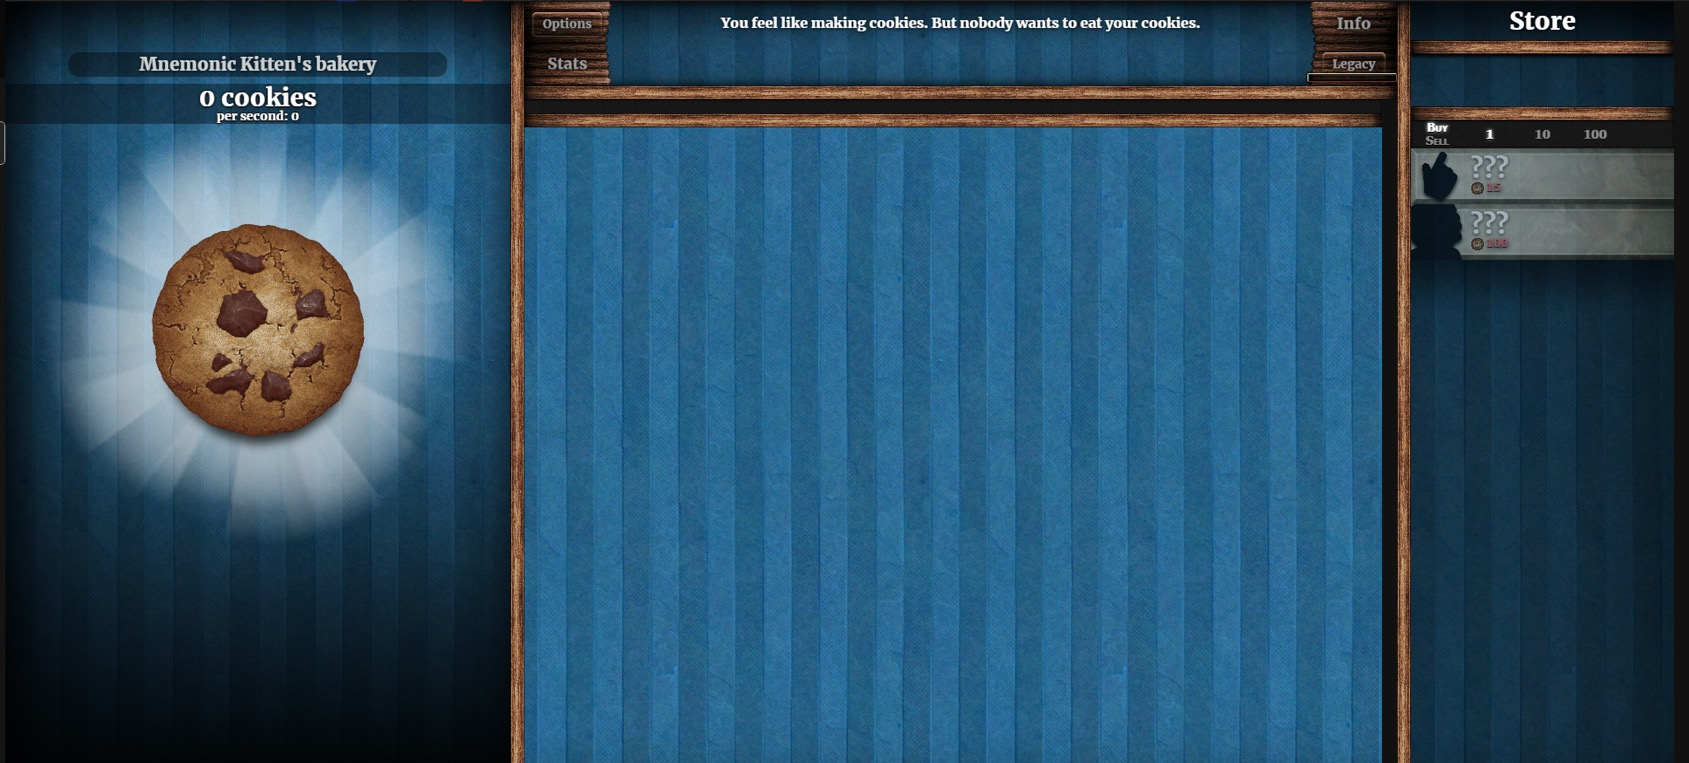 Mnemonic Kitten's bakery
0 cookies
per second: 0
Options
Stats
You feel like making cookies. But nobody wants to eat your cookies.
Info
Legacy
Store
Buy
Sell
1
10
100
???
15
???
100